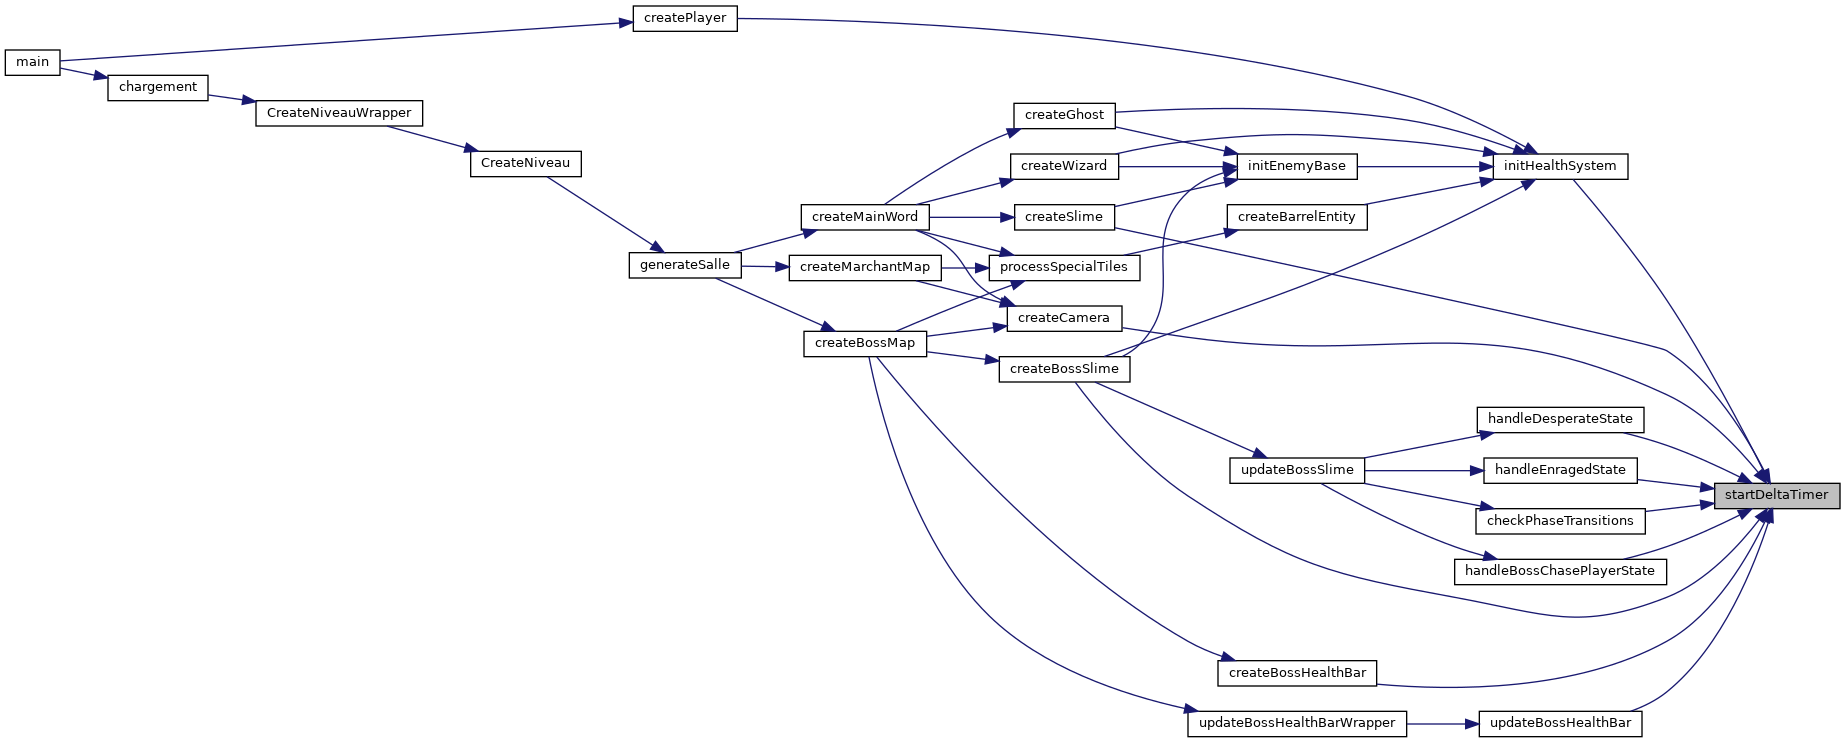 createPlayer
main
chargement
CreateNiveauWrapper
createGhost
CreateNiveau
createWizard
initEnemyBase
initHealthSystem
createMainWord
createSlime
createBarrelEntity
generateSalle
createMarchantMap
processSpecialTiles
createCamera
createBossMap
createBossSlime
handleDesperateState
updateBossSlime
handleEnragedState
startDeltaTimer
checkPhaseTransitions
handleBossChasePlayerState
createBossHealthBar
updateBossHealthBarWrapper
updateBossHealthBar